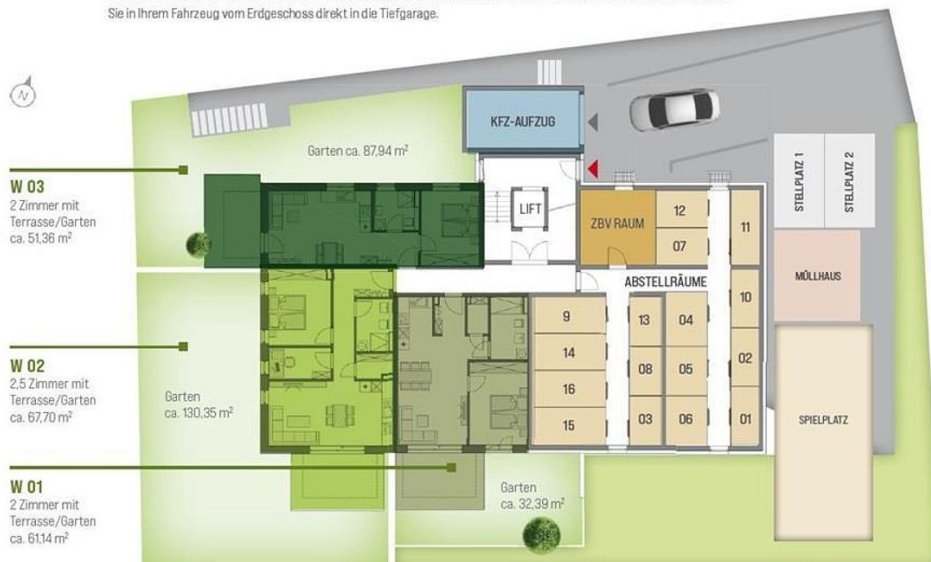 Sie in Ihrem Fahrzeug vom Erdgeschoss direkt in die Tiefgarage.
N
KFZ-AUFZUG
Garten ca. 87,94 m²
W 03
2 Zimmer mit
Terrasse/Garten
ca. 51,36 m²
LIFT
ZBV RAUM
12
07
11
STELLPLATZ 1
STELLPLATZ 2
MÜLLHAUS
ABSTELLRÄUME
10
9
13
04
14
08
05
02
16
15
03
06
01
W 02
2,5 Zimmer mit
Terrasse/Garten
ca. 67,70 m²
Garten
ca. 130,35 m²
SPIELPLATZ
W 01
2 Zimmer mit
Terrasse/Garten
ca. 61,14 m²
Garten
ca. 32,39 m²